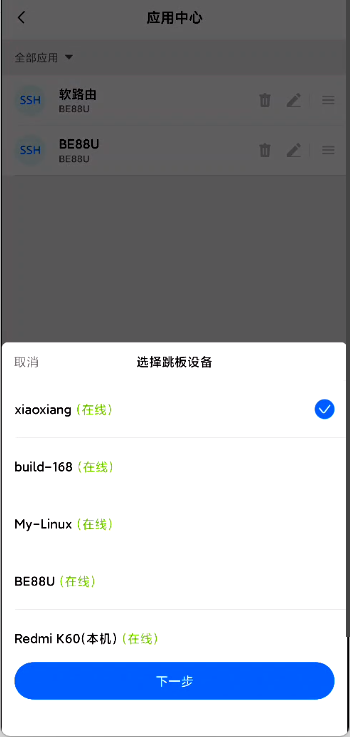 应用中心
全部应用
SSH 软路由
BE88U
SSH BE88U
BE88U
取消 选择跳板设备
xiaoxiang (在线)
build-168 (在线)
My-Linux (在线)
BE88U (在线)
Redmi K60(本机) (在线)
下一步